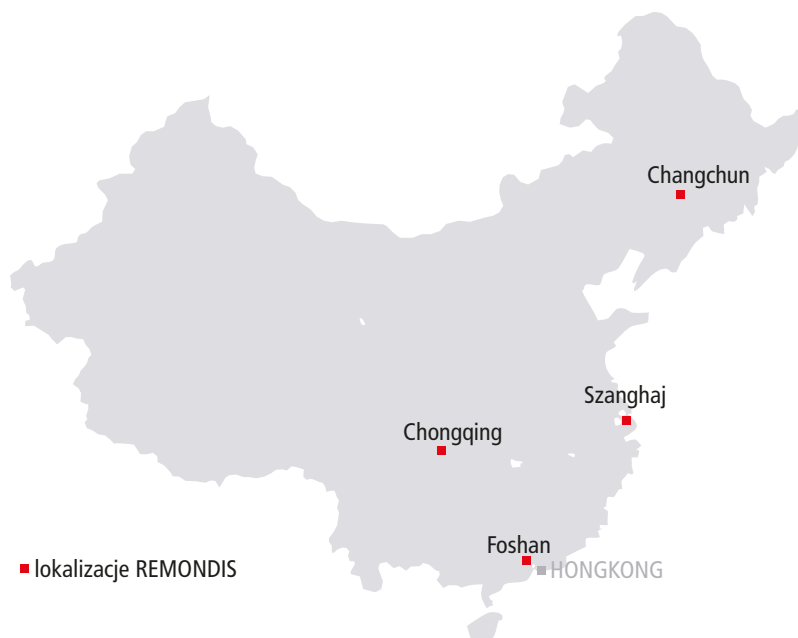 Changchun
Szanghaj
Chongqing
Foshan
HONGKONG
lokalizacje REMONDIS